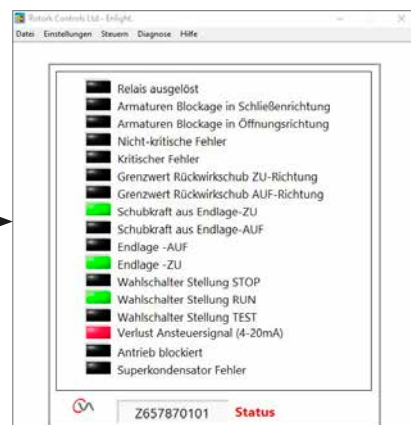 Rotork Controls Ltd - Enlight.
Datei Einstellungen Steuern Diagnose Hilfe
Relais ausgelöst
Armaturen Blockage in Schließenrichtung
Armaturen Blockage in Öffnungsrichtung
Nicht-kritische Fehler
Kritischer Fehler
Grenzwert Rückwirkschub ZU-Richtung
Grenzwert Rückwirkschub AUF-Richtung
Schubkraft aus Endlage-ZU
Schubkraft aus Endlage-AUF
Endlage -AUF
Endlage -ZU
Wahlschalter Stellung STOP
Wahlschalter Stellung RUN
Wahlschalter Stellung TEST
Verlust Ansteuersignal (4-20mA)
Antrieb blockiert
Superkondensator Fehler
Z657870101 Status